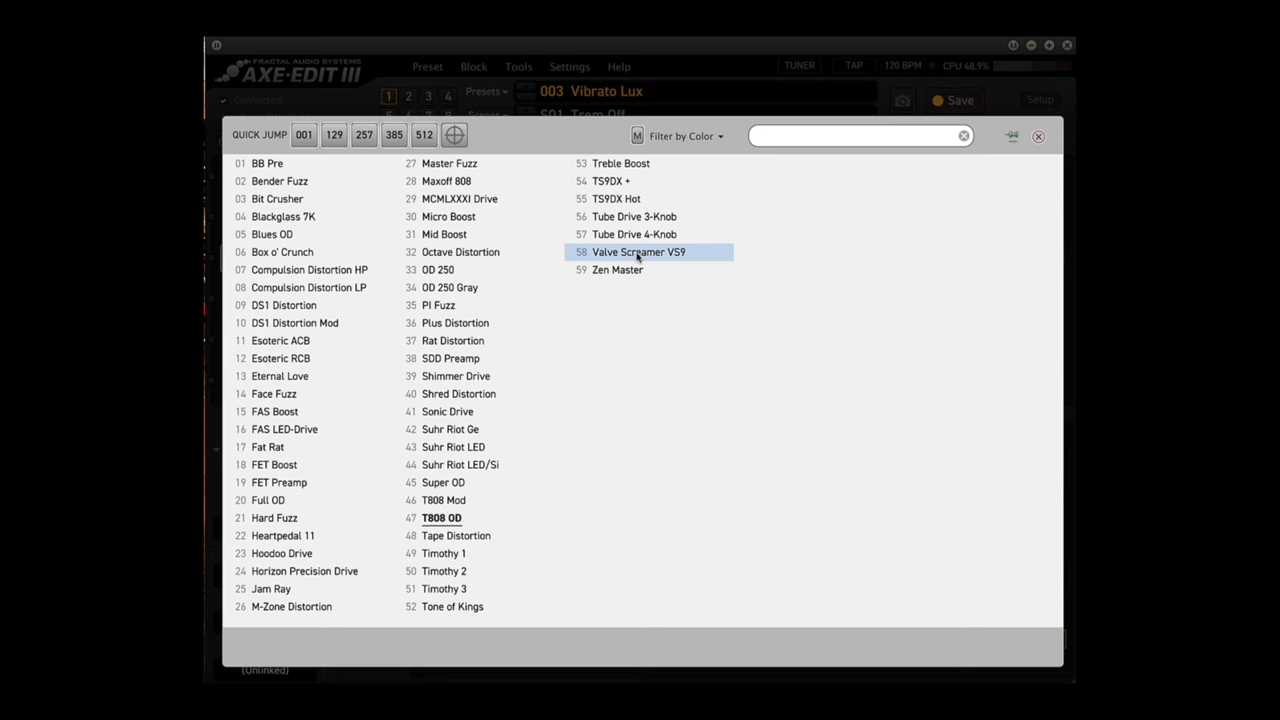 FRACTAL AUDIO SYSTEMS
AXE-EDIT III
Preset Block Tools Settings Help
TUNER TAP 120 BPM CPU 48.9%
Connected!
1 2 3 4 Presets
003 Vibrato Lux
Save Setup
S01 Trem Off
QUICK JUMP 001 129 257 385 512
M Filter by Color
01 BB Pre
02 Bender Fuzz
03 Bit Crusher
04 Blackglass 7K
05 Blues OD
06 Box o' Crunch
07 Compulsion Distortion HP
08 Compulsion Distortion LP
09 DS1 Distortion
10 DS1 Distortion Mod
11 Esoteric ACB
12 Esoteric RCB
13 Eternal Love
14 Face Fuzz
15 FAS Boost
16 FAS LED-Drive
17 Fat Rat
18 FET Boost
19 FET Preamp
20 Full OD
21 Hard Fuzz
22 Heartpedal 11
23 Hoodoo Drive
24 Horizon Precision Drive
25 Jam Ray
26 M-Zone Distortion
27 Master Fuzz
28 Maxoff 808
29 MCMLXXXI Drive
30 Micro Boost
31 Mid Boost
32 Octave Distortion
33 OD 250
34 OD 250 Gray
35 PI Fuzz
36 Plus Distortion
37 Rat Distortion
38 SDD Preamp
39 Shimmer Drive
40 Shred Distortion
41 Sonic Drive
42 Suhr Riot Ge
43 Suhr Riot LED
44 Suhr Riot LED/Si
45 Super OD
46 T808 Mod
47 T808 OD
48 Tape Distortion
49 Timothy 1
50 Timothy 2
51 Timothy 3
52 Tone of Kings
53 Treble Boost
54 TS9DX +
55 TS9DX Hot
56 Tube Drive 3-Knob
57 Tube Drive 4-Knob
58 Valve Screamer VS9
59 Zen Master
(Unlinked)